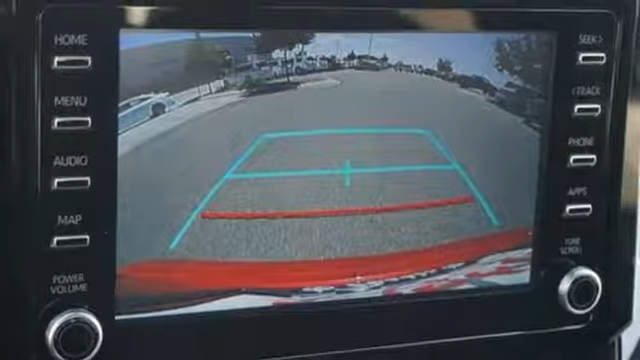 HOME
MENU
AUDIO
MAP
POWER
VOLUME
SEEK>
<TRACK
PHONE
APPS
TUNE
SCROLL